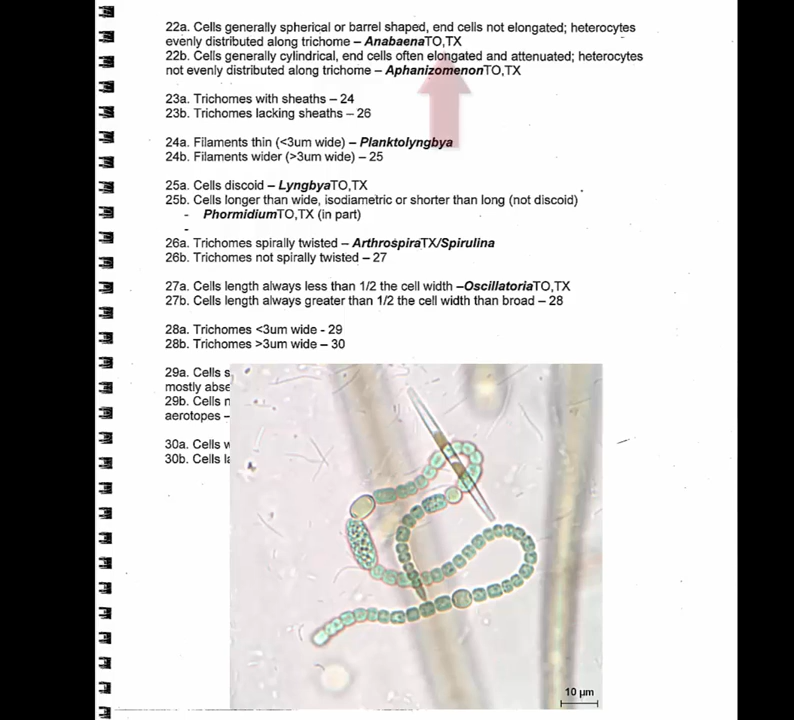 22a. Cells generally spherical or barrel shaped, end cells not elongated; heterocytes
evenly distributed along trichome – AnabaenaTO,TX
22b. Cells generally cylindrical, end cells often elongated and attenuated; heterocytes
not evenly distributed along trichome – AphanizomenonTO,TX
23a. Trichomes with sheaths – 24
23b. Trichomes lacking sheaths – 26
24a. Filaments thin (<3um wide) – Planktolyngbya
24b. Filaments wider (>3um wide) – 25
25a. Cells discoid – LyngbyaTO,TX
25b. Cells longer than wide, isodiametric or shorter than long (not discoid)
- PhormidiumTO,TX (in part)
-
26a. Trichomes spirally twisted – ArthrospiraTX/Spirulina
26b. Trichomes not spirally twisted – 27
27a. Cells length always less than 1/2 the cell width –OscillatoriaTO,TX
27b. Cells length always greater than 1/2 the cell width than broad – 28
28a. Trichomes <3um wide - 29
28b. Trichomes >3um wide – 30
29a. Cells
mostly
29b. Cells
aerotopes –
30a. Cells
30b. Cells
10 µm